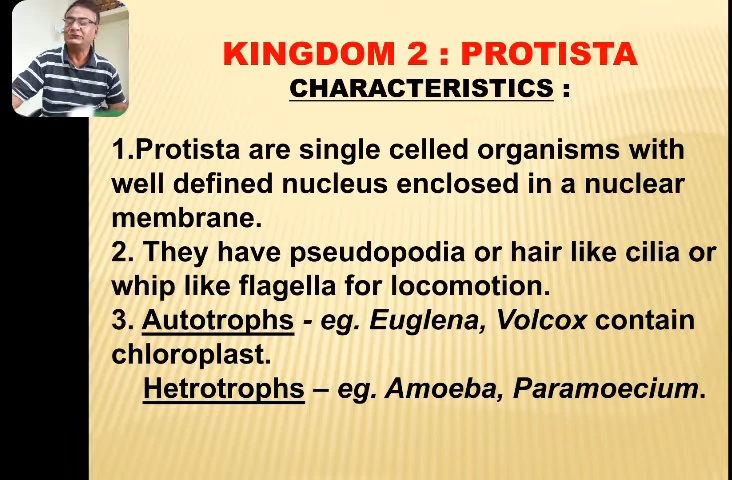 KINGDOM 2 : PROTISTA
CHARACTERISTICS :
1.Protista are single celled organisms with
well defined nucleus enclosed in a nuclear
membrane.
2. They have pseudopodia or hair like cilia or
whip like flagella for locomotion.
3. Autotrophs - eg. Euglena, Volcox contain
chloroplast.
Hetrotrophs – eg. Amoeba, Paramoecium.